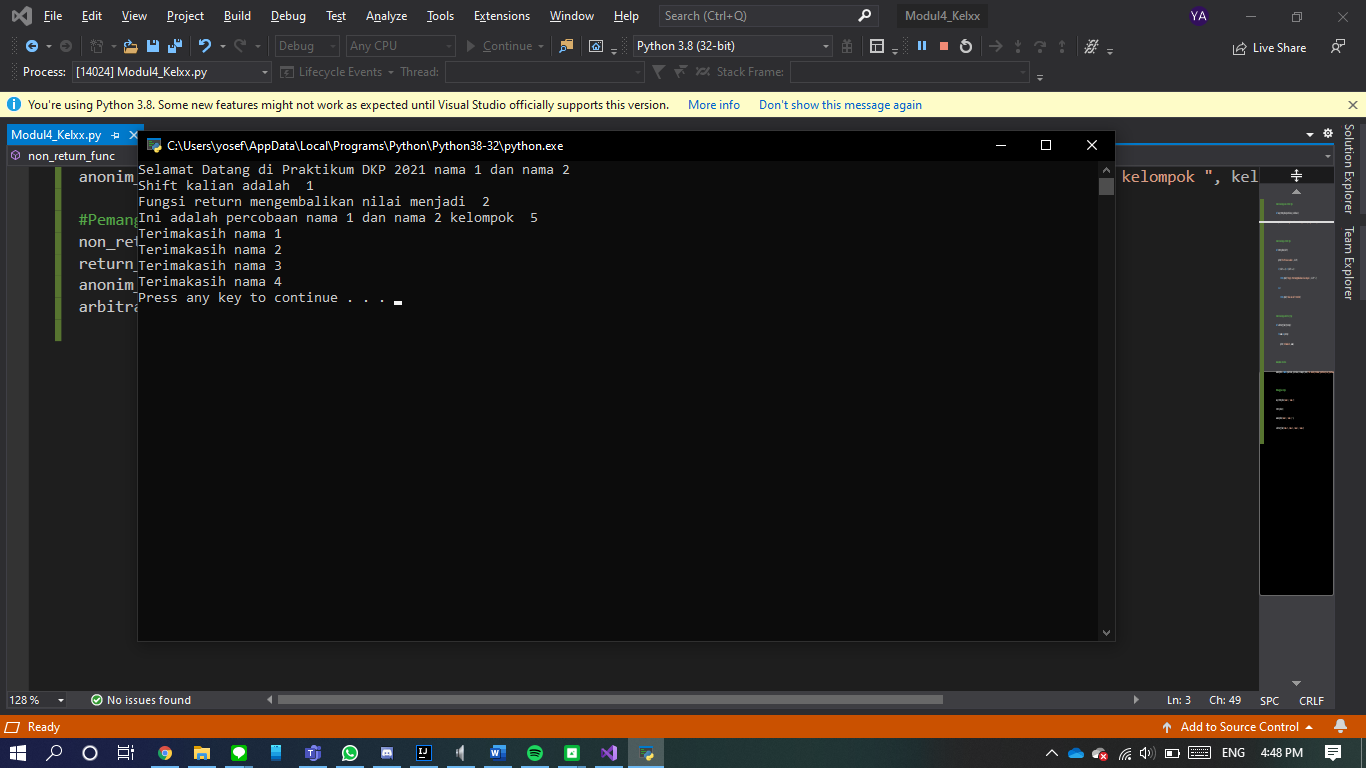 File Edit View Project Build Debug Test Analyze Tools Extensions Window Help Search (Ctrl+Q) Modul4_Kelxx YA
Debug Any CPU Continue Python 3.8 (32-bit) Live Share
Process: [14024] Modul4_Kelxx.py Lifecycle Events Thread: Stack Frame:
You're using Python 3.8. Some new features might not work as expected until Visual Studio officially supports this version. More info Don't show this message again
Modul4_Kelxx.py
non_return_func
C:\Users\yosef\AppData\Local\Programs\Python\Python38-32\python.exe
Selamat Datang di Praktikum DKP 2021 nama 1 dan nama 2
Shift kalian adalah  1
Fungsi return mengembalikan nilai menjadi  2
Ini adalah percobaan nama 1 dan nama 2 kelompok  5
Terimakasih nama 1
Terimakasih nama 2
Terimakasih nama 3
Terimakasih nama 4
Press any key to continue . . .
anonim_
kelompok ", kel
#Pemang
non_ret
return_
anonim_
arbitra
Solution Explorer
Team Explorer
128 % No issues found Ln: 3 Ch: 49 SPC CRLF
Ready Add to Source Control
ENG 4:48 PM